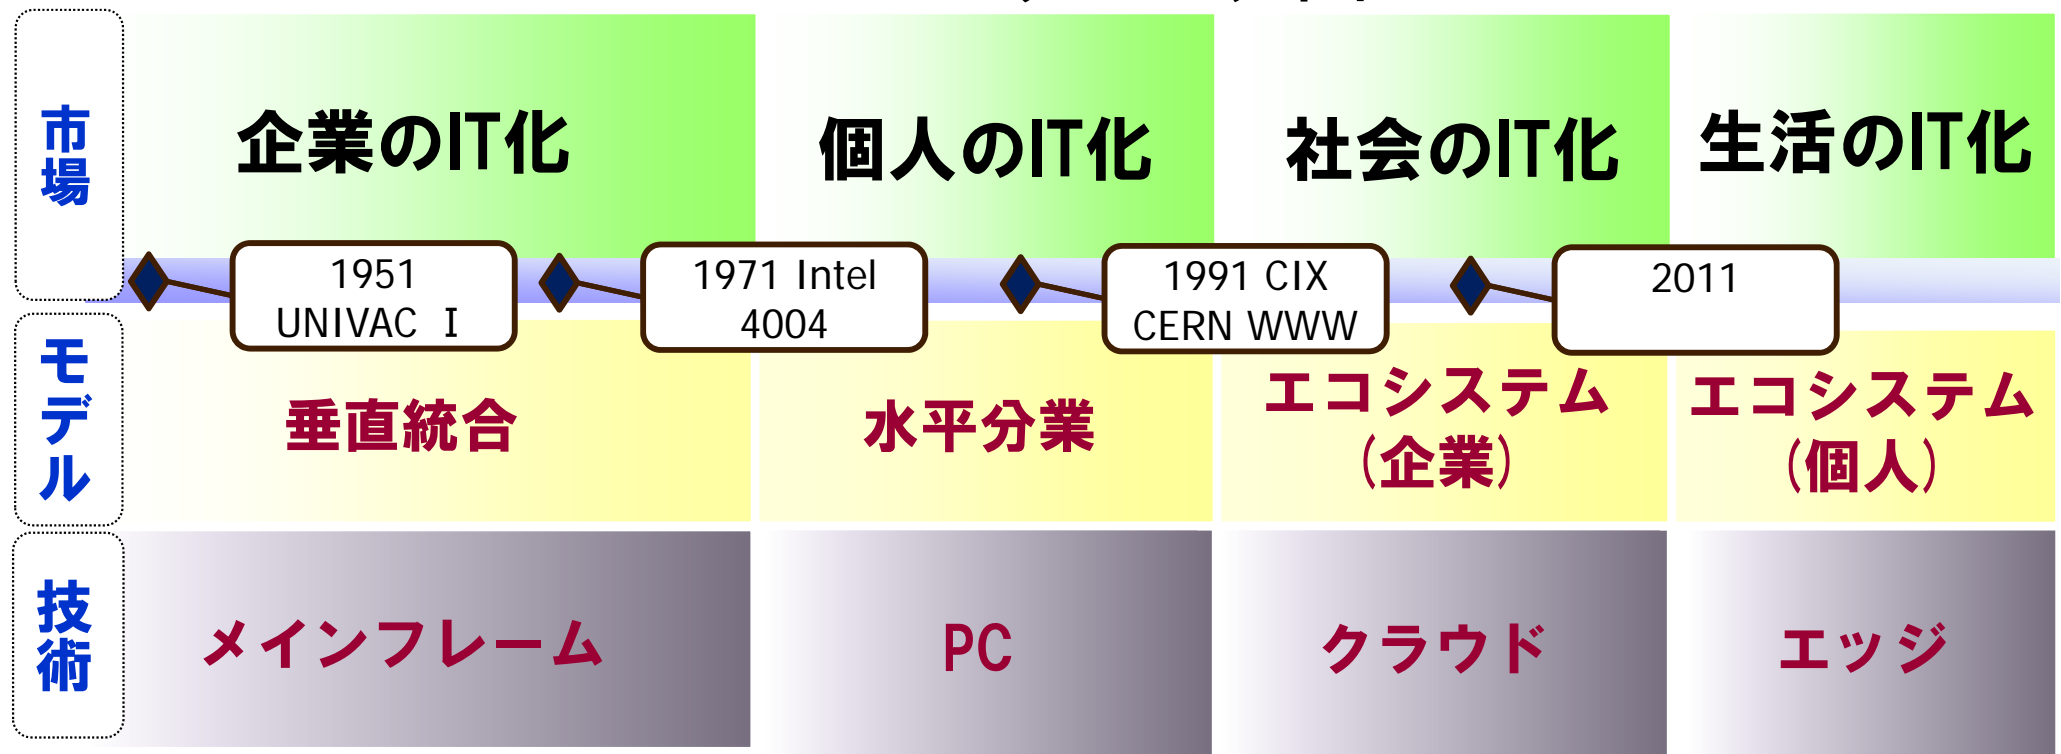 市場
企業のIT化
個人のIT化
社会のIT化
生活のIT化
1951
UNIVAC I
1971 Intel
4004
1991 CIX
CERN WWW
2011
モデル
垂直統合
水平分業
エコシステム
(企業)
エコシステム
(個人)
技術
メインフレーム
PC
クラウド
エッジ